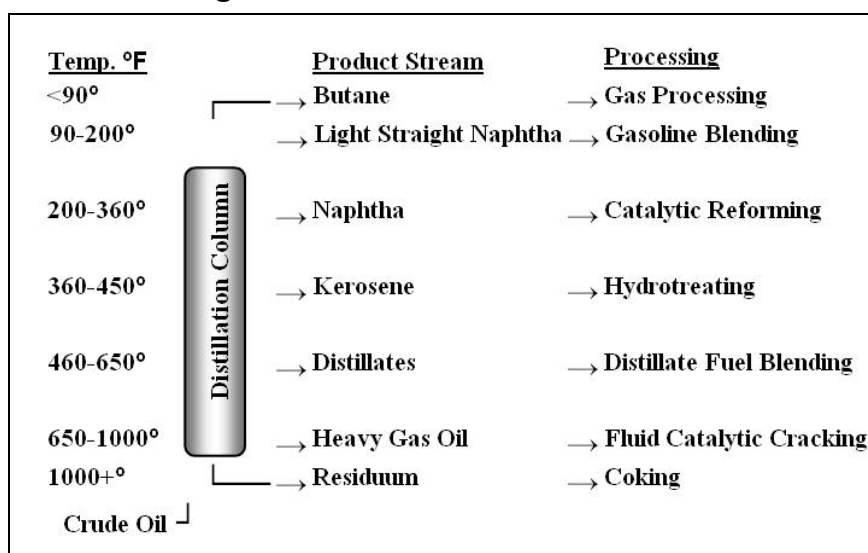 Temp. °F Product Stream Processing
<90° → Butane → Gas Processing
90-200° → Light Straight Naphtha → Gasoline Blending
200-360° → Naphtha → Catalytic Reforming
360-450° → Kerosene → Hydrotreating
460-650° → Distillates → Distillate Fuel Blending
650-1000° → Heavy Gas Oil → Fluid Catalytic Cracking
1000+° → Residuum → Coking
Distillation Column
Crude Oil